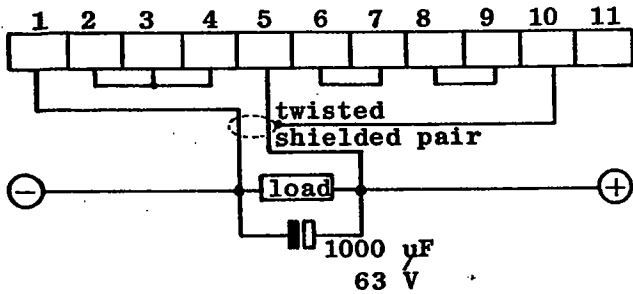 1 2 3 4 5 6 7 8 9 10 11
twisted
shielded pair
− load +
1000 uF
63 V